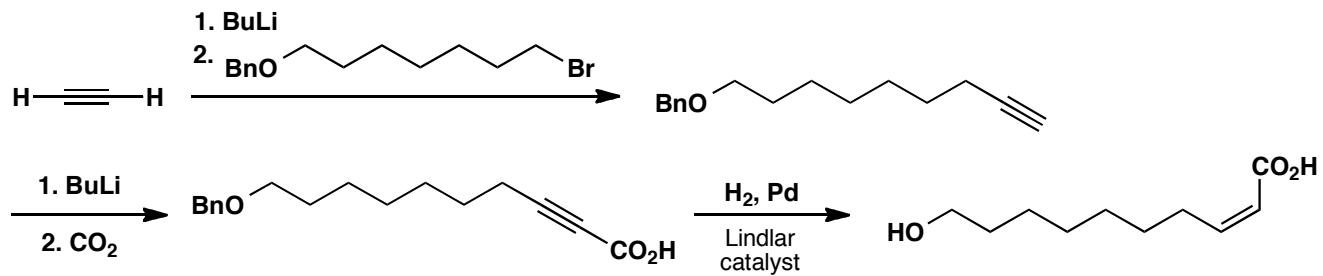 1. BuLi
2. BnO Br
H H
BnO
1. BuLi
2. CO2
BnO CO2H
H2, Pd
Lindlar
catalyst
HO CO2H